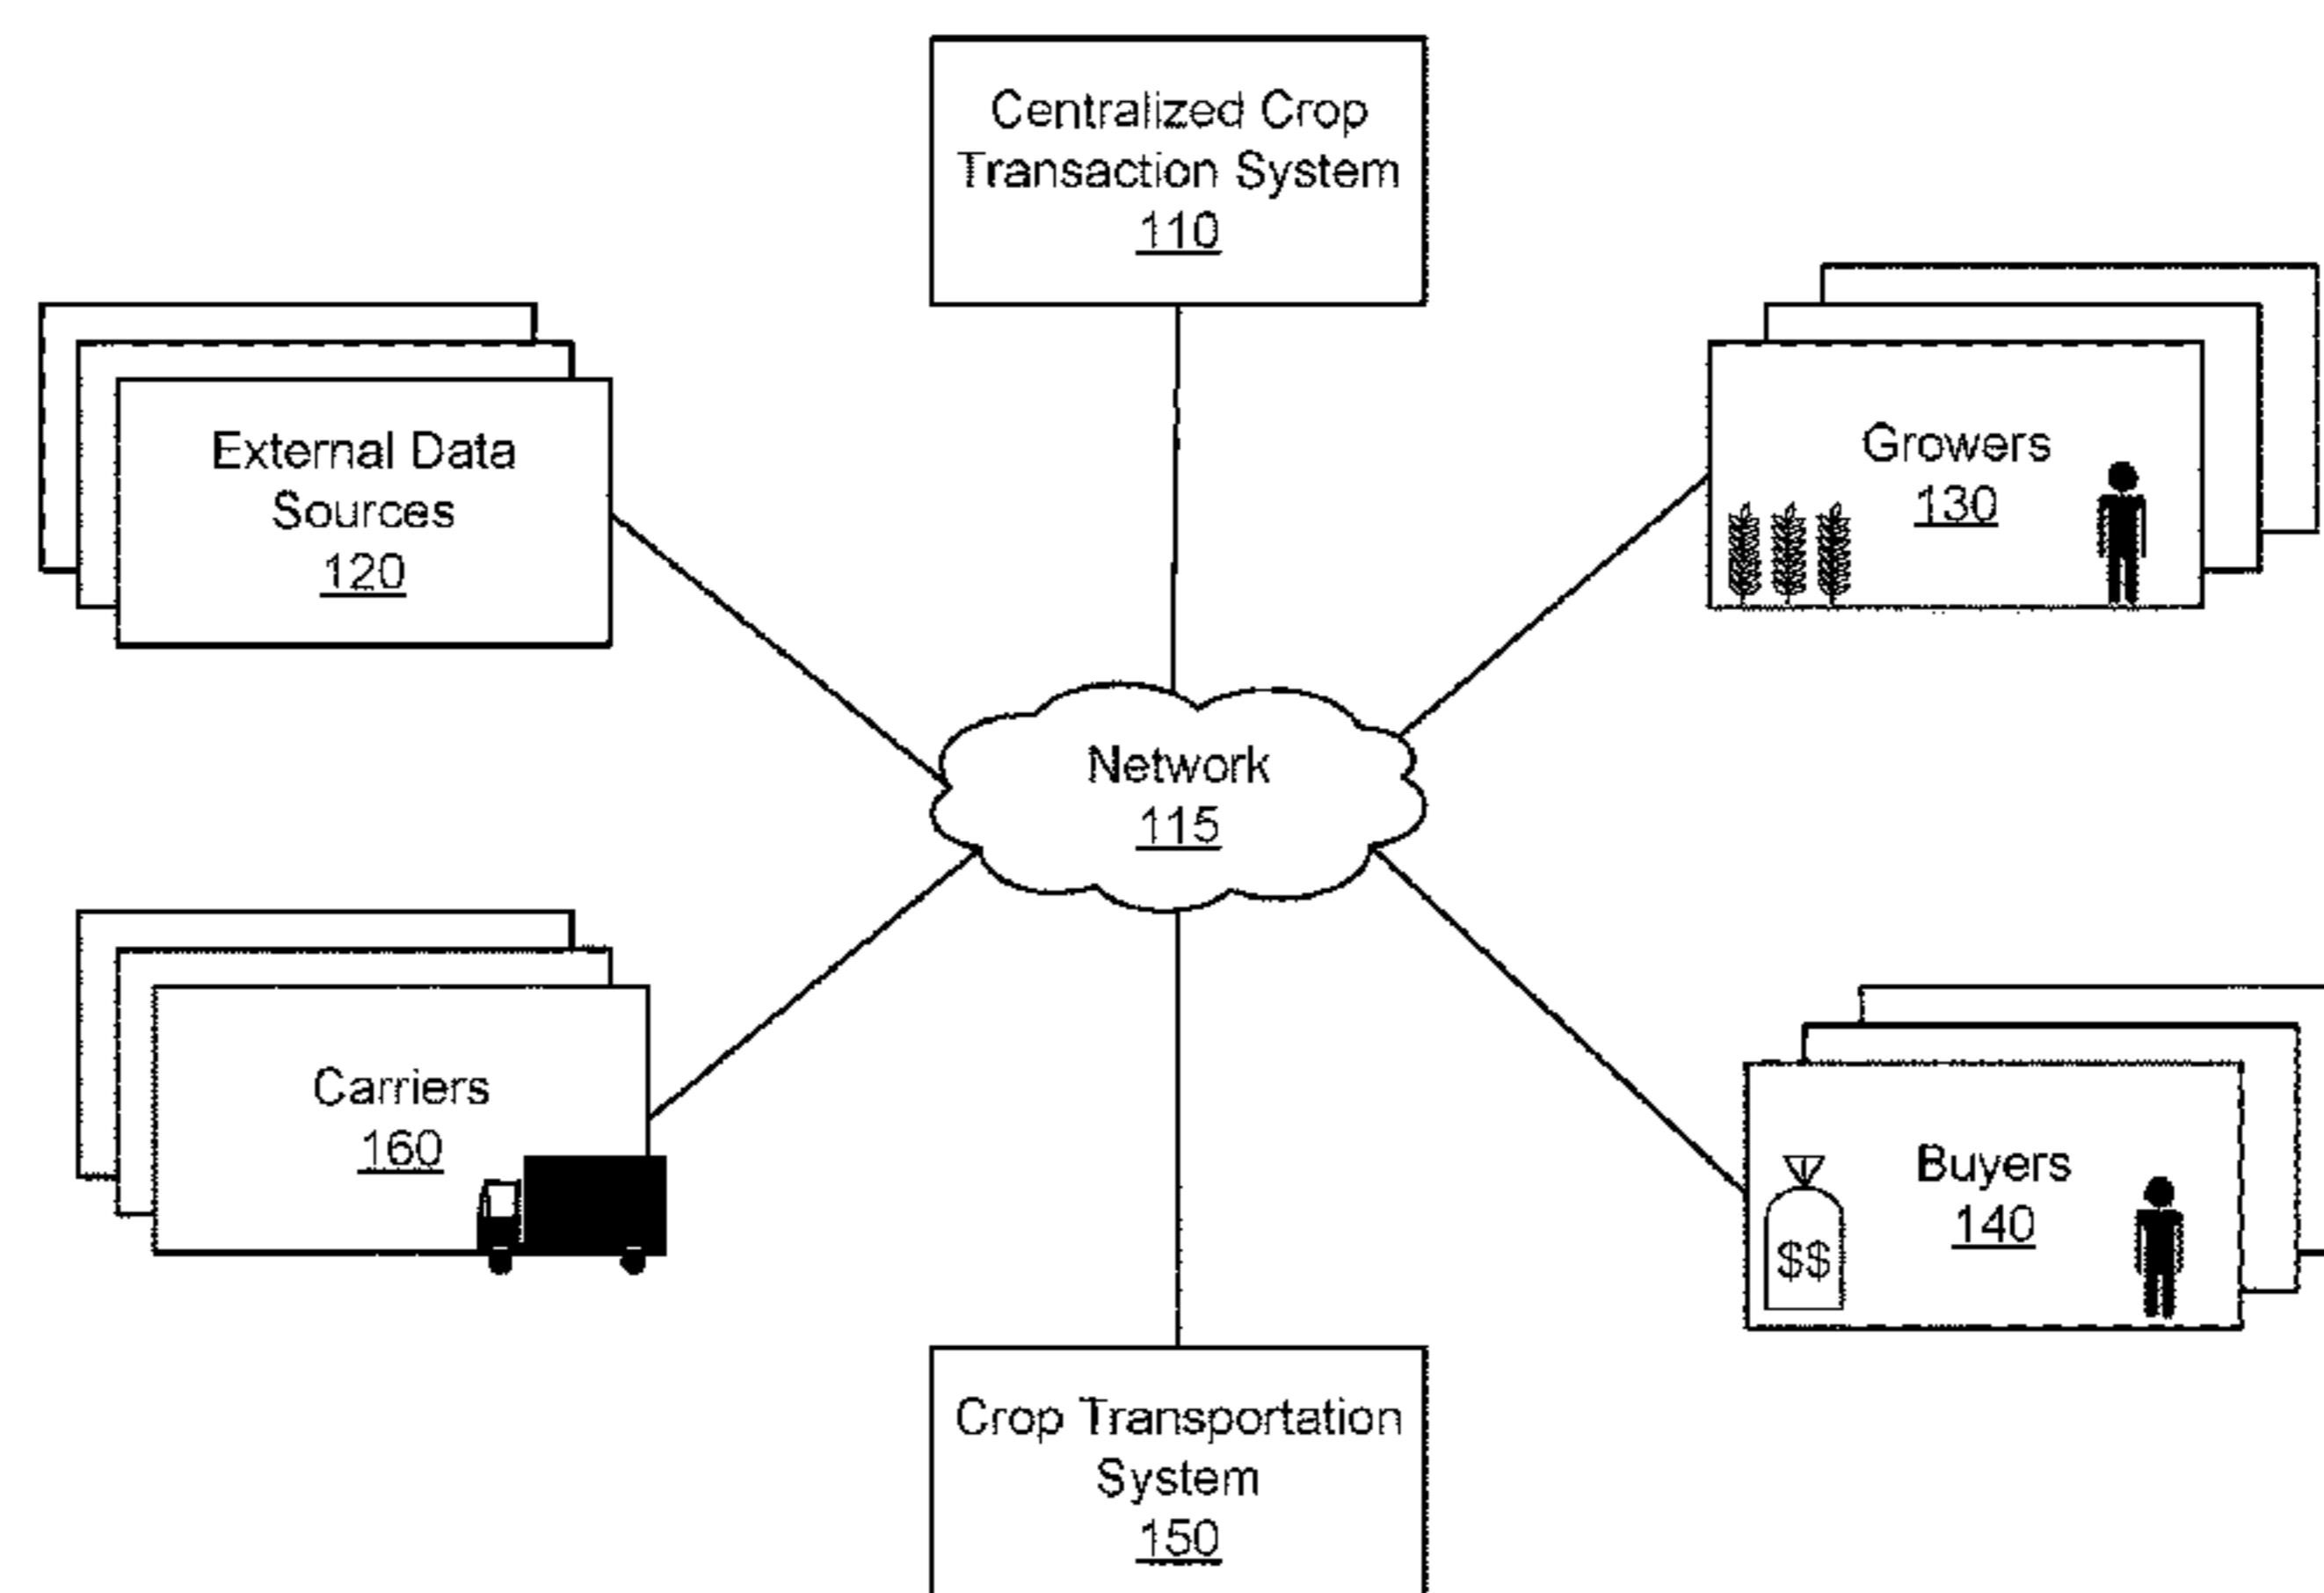 Centralized Crop
Transaction System
110
External Data
Sources
120
Growers
130
Network
115
Carriers
160
Buyers
140
$$
Crop Transportation
System
150